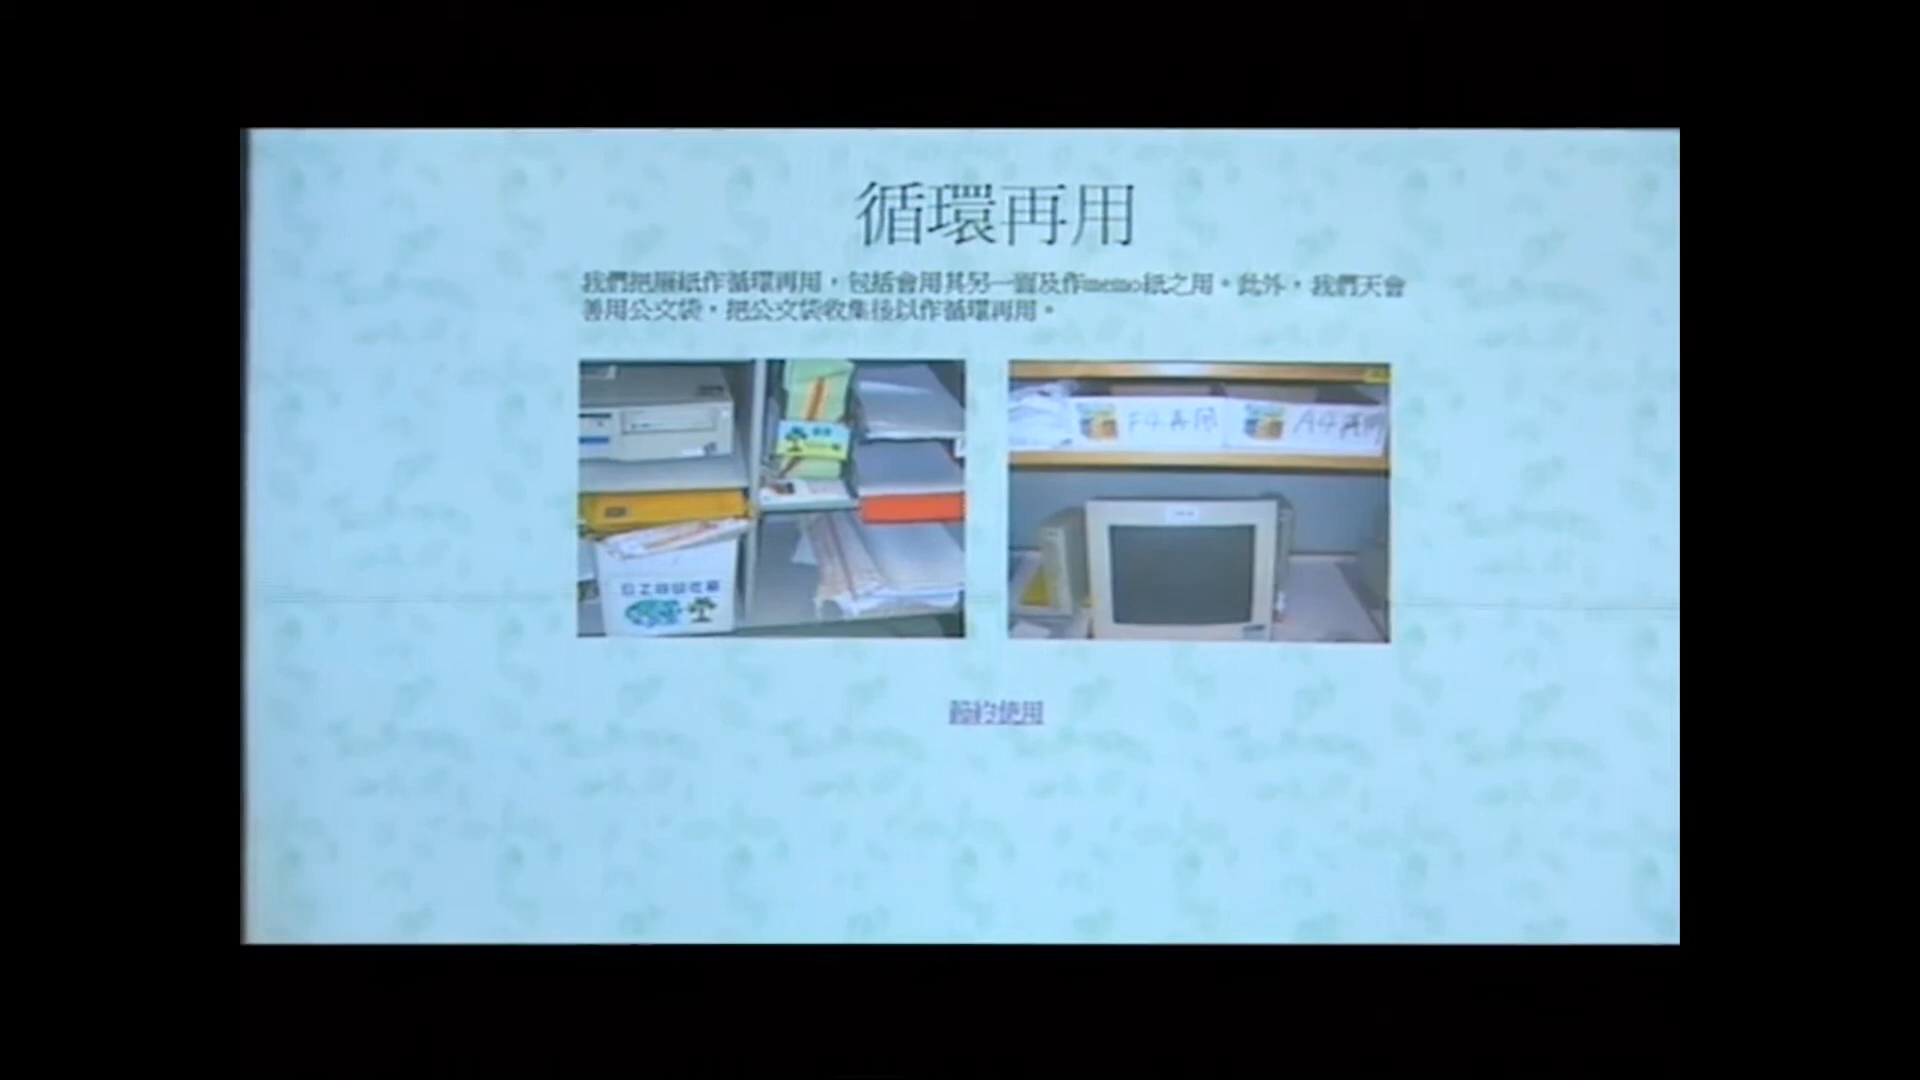 循環再用
我們把廢紙作循環再用，包括會用其另一面及作memo紙之用。此外，我們天會
善用公文袋，把公文袋收集後以作循環再用。
F4再用
A4再用
節約使用